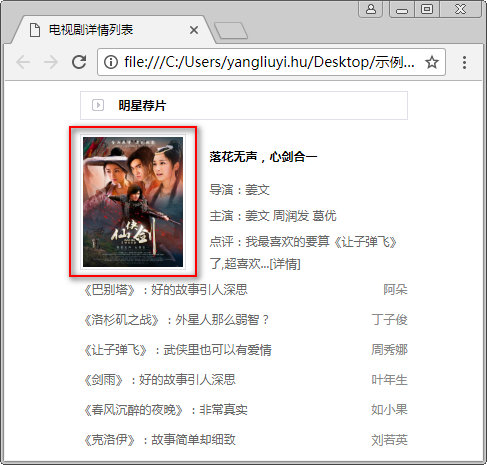 电视剧详情列表
file:///C:/Users/yangliuyi.hu/Desktop/示例...
明星荐片
侠
仙剑
落花无声，心剑合一
导演：姜文
主演：姜文 周润发 葛优
点评：我最喜欢的要算《让子弹飞》
了,超喜欢...[详情]
《巴别塔》：好的故事引人深思 阿朵
《洛杉矶之战》：外星人那么弱智？ 丁子俊
《让子弹飞》：武侠里也可以有爱情 周秀娜
《剑雨》：好的故事引人深思 叶年生
《春风沉醉的夜晚》：非常真实 如小果
《克洛伊》：故事简单却细致 刘若英